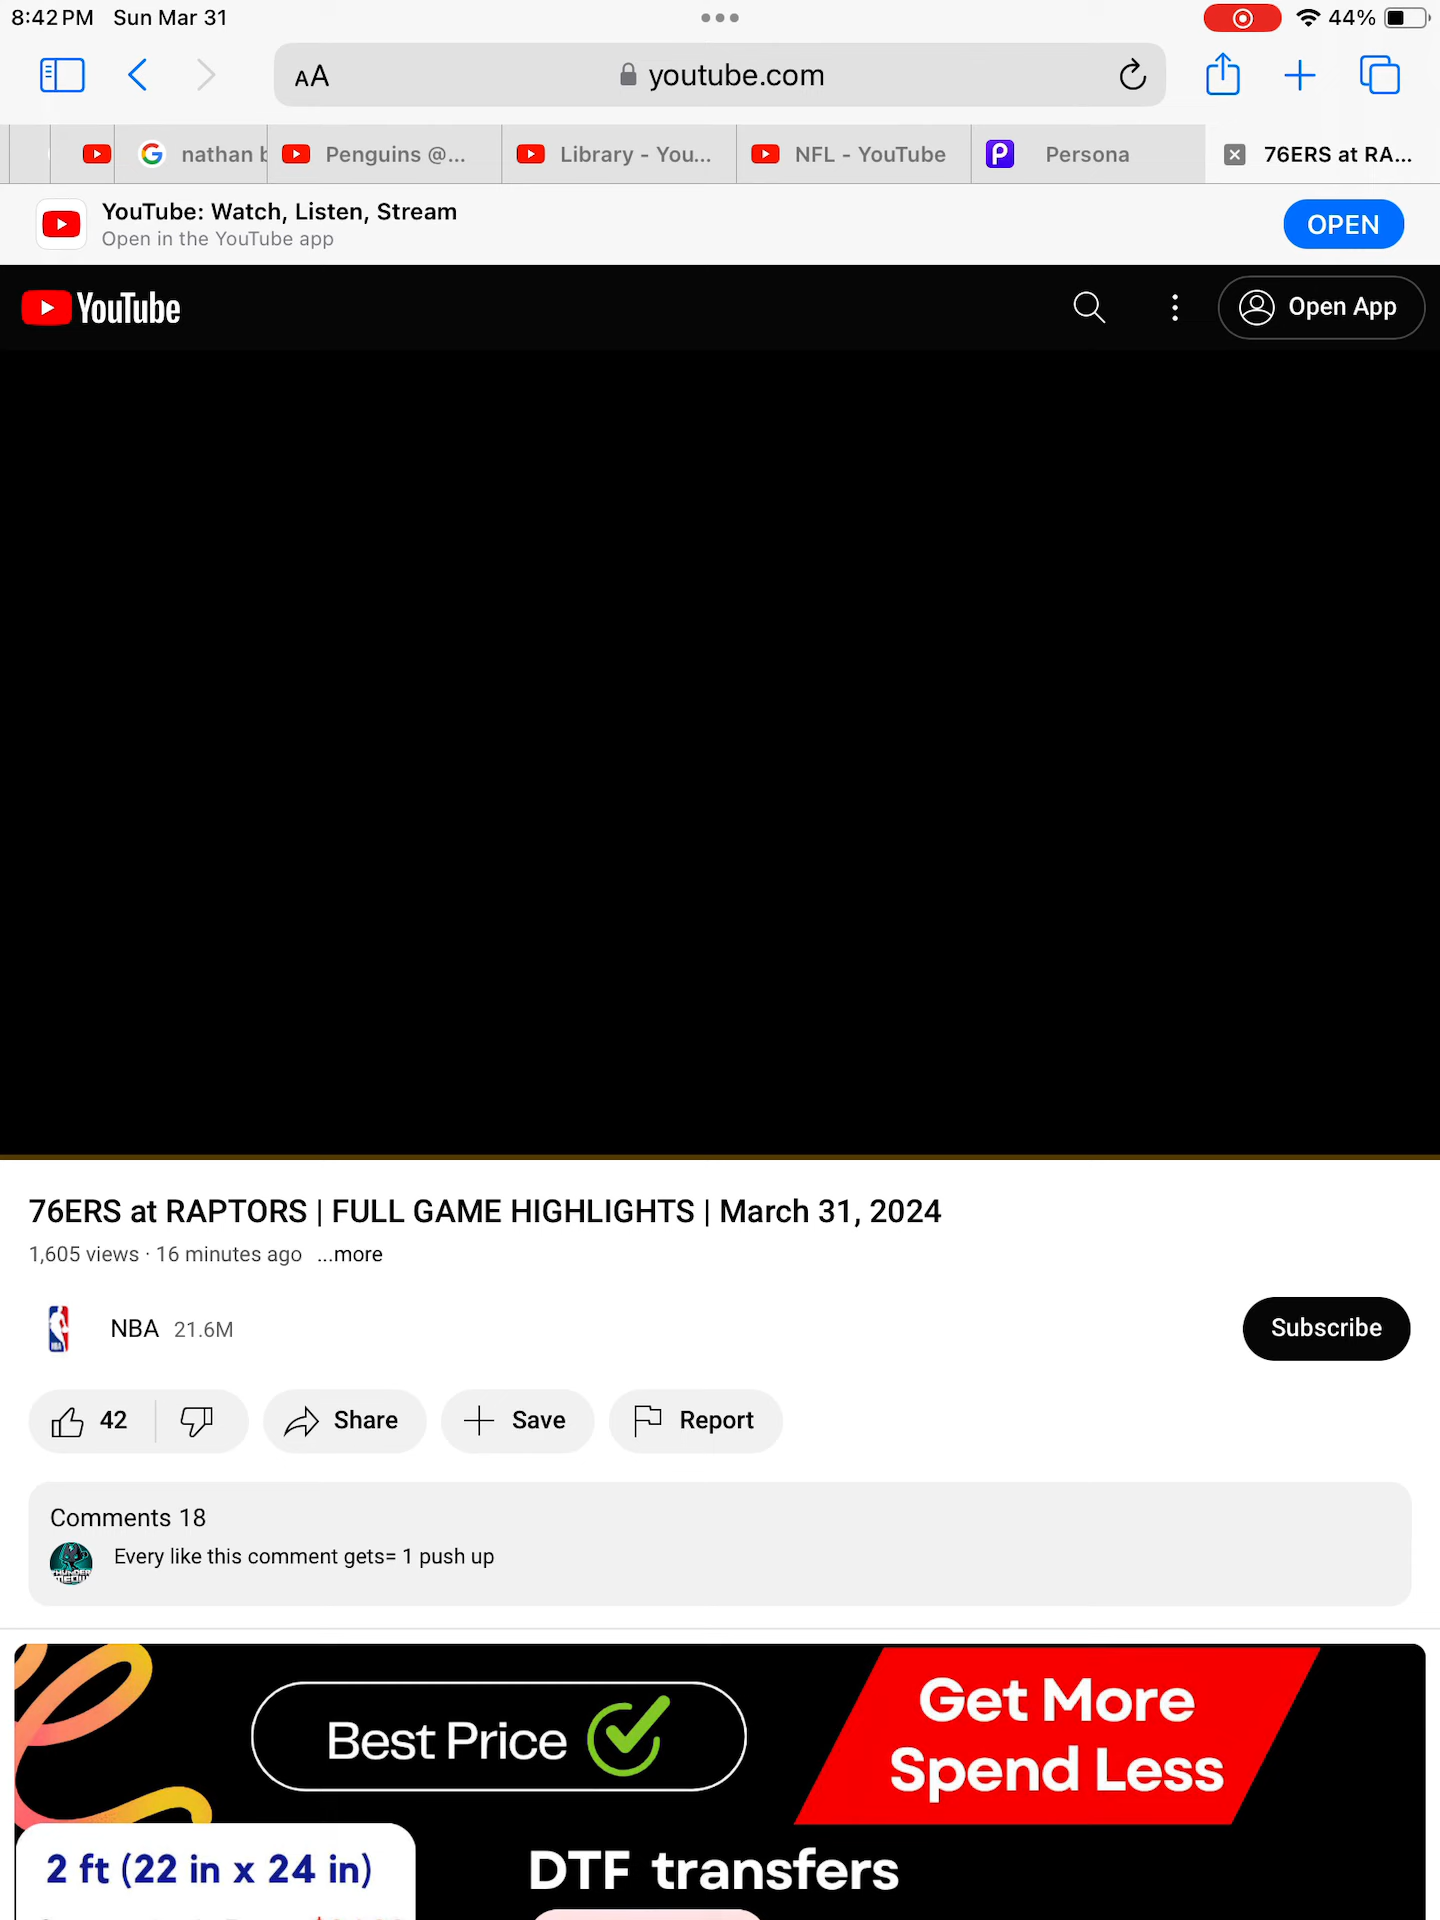 8:42 PM Sun Mar 31
44%
AA
youtube.com
nathan b
Penguins @...
Library - You...
NFL - YouTube
Persona
76ERS at RA...
YouTube: Watch, Listen, Stream
Open in the YouTube app
OPEN
YouTube
Open App
76ERS at RAPTORS | FULL GAME HIGHLIGHTS | March 31, 2024
1,605 views · 16 minutes ago ...more
NBA 21.6M
Subscribe
42
Share
Save
Report
Comments 18
Every like this comment gets= 1 push up
Best Price
Get More
Spend Less
2 ft (22 in x 24 in)
DTF transfers